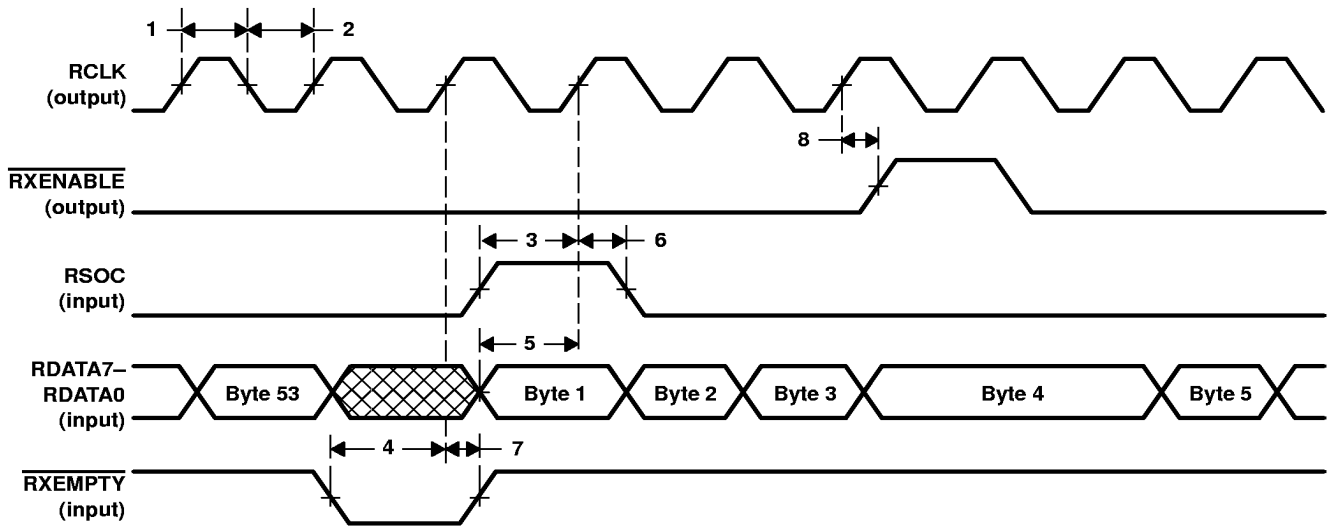 1
2
RCLK
(output)
8
RXENABLE
(output)
3
6
RSOC
(input)
5
RDATA7–
RDATA0
(input)
Byte 53
Byte 1
Byte 2
Byte 3
Byte 4
Byte 5
4
7
RXEMPTY
(input)